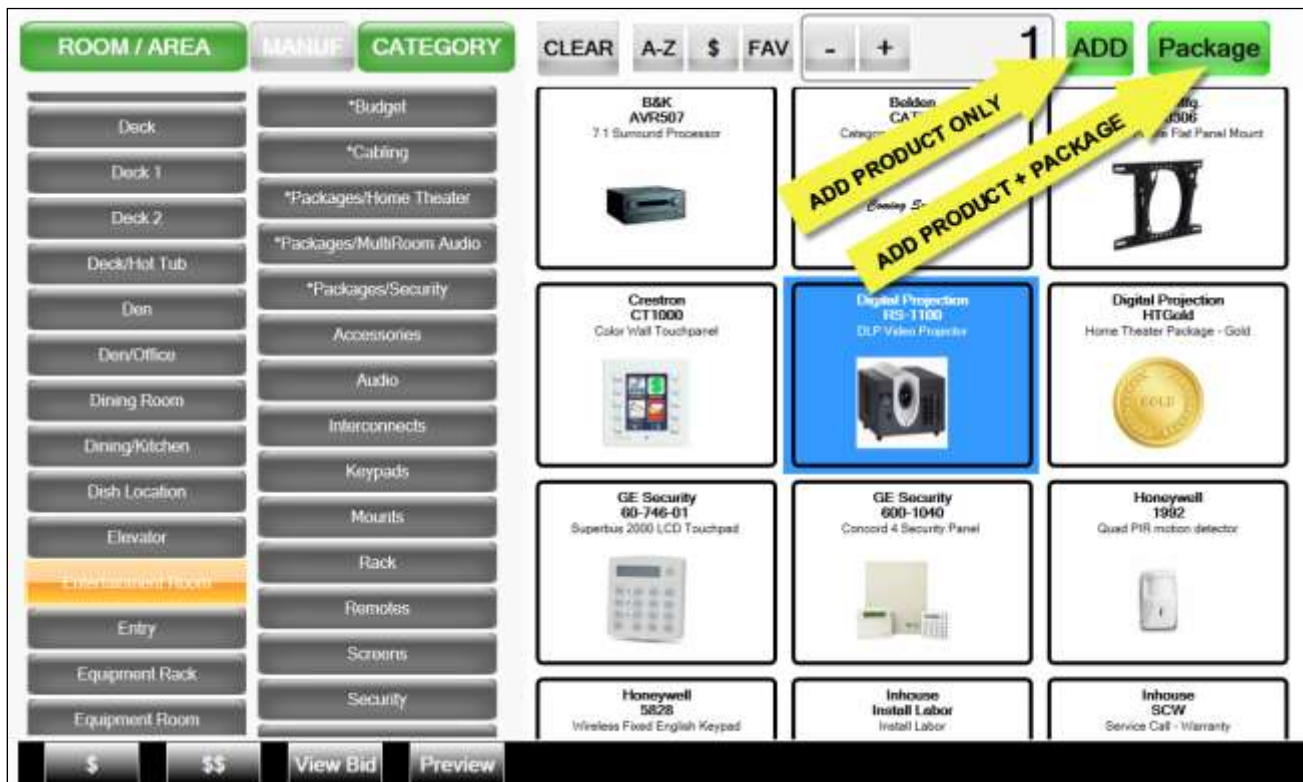 ROOM / AREA
MANUF
CATEGORY
CLEAR
A-Z
$
FAV
-
+
1
ADD
Package
Deck
Deck 1
Deck 2
Deck/Hot Tub
Den
Den/Office
Dining Room
Dining/Kitchen
Dish Location
Elevator
Entertainment Room
Entry
Equipment Rack
Equipment Room
*Budget
*Cabling
*Packages/Home Theater
*Packages/MultiRoom Audio
*Packages/Security
Accessories
Audio
Interconnects
Keypads
Mounts
Rack
Remotes
Screens
Security
ADD PRODUCT ONLY
ADD PRODUCT + PACKAGE
B&K
AVR507
7.1 Surround Processor
Belden
Coming
Flat Panel Mount
Crestron
CT1000
Color Wall Touchpanel
Digital Projection
RS-1100
DLP Video Projector
Digital Projection
HTGold
Home Theater Package - Gold
GOLD
GE Security
60-746-01
Superbus 2000 LCD Touchpad
GE Security
600-1040
Concord 4 Security Panel
Honeywell
1992
Quad PIR motion detector
Honeywell
5828
Wireless Fixed English Keypad
Inhouse
Install Labor
Install Labor
Inhouse
SCW
Service Call - Warranty
$
$$
View Bid
Preview